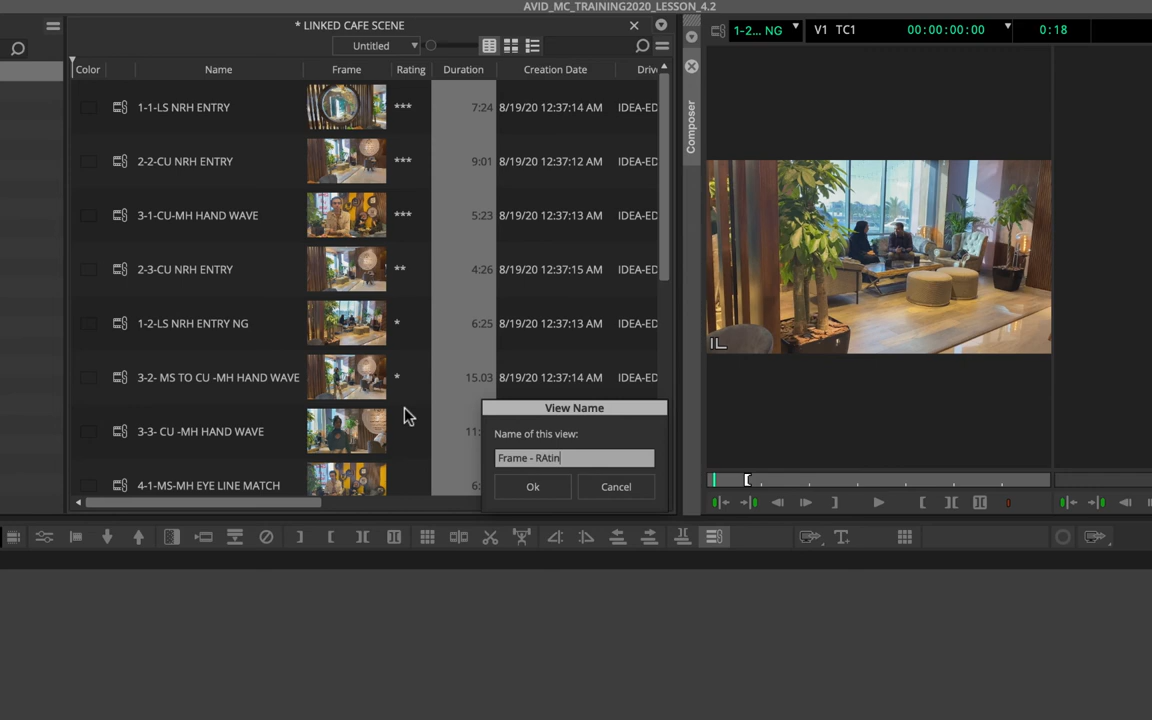 AVID_MC_TRAINING2020_LESSON_4.2
* LINKED CAFE SCENE
Untitled
Color Name Frame Rating Duration Creation Date Driv
1-1-LS NRH ENTRY *** 7:24 8/19/20 12:37:14 AM IDEA-ED
2-2-CU NRH ENTRY *** 9:01 8/19/20 12:37:12 AM IDEA-ED
3-1-CU-MH HAND WAVE *** 5:23 8/19/20 12:37:13 AM IDEA-ED
2-3-CU NRH ENTRY ** 4:26 8/19/20 12:37:15 AM IDEA-ED
1-2-LS NRH ENTRY NG * 6:25 8/19/20 12:37:13 AM IDEA-ED
3-2- MS TO CU -MH HAND WAVE * 15.03 8/19/20 12:37:14 AM IDEA-ED
3-3- CU -MH HAND WAVE 11:
4-1-MS-MH EYE LINE MATCH 6:
View Name
Name of this view:
Frame - RAtin
Ok Cancel
Composer
1-2... NG V1 TC1 00:00:00:00 0:18